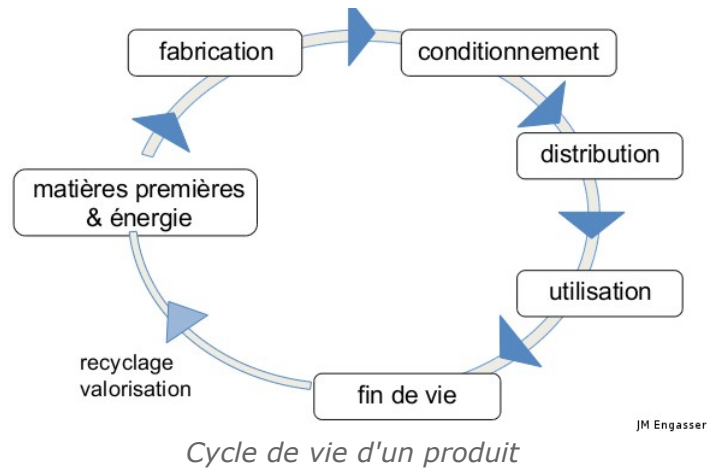 fabrication
conditionnement
distribution
matières premières
& énergie
utilisation
recyclage
valorisation
fin de vie
JM Engasser
Cycle de vie d'un produit